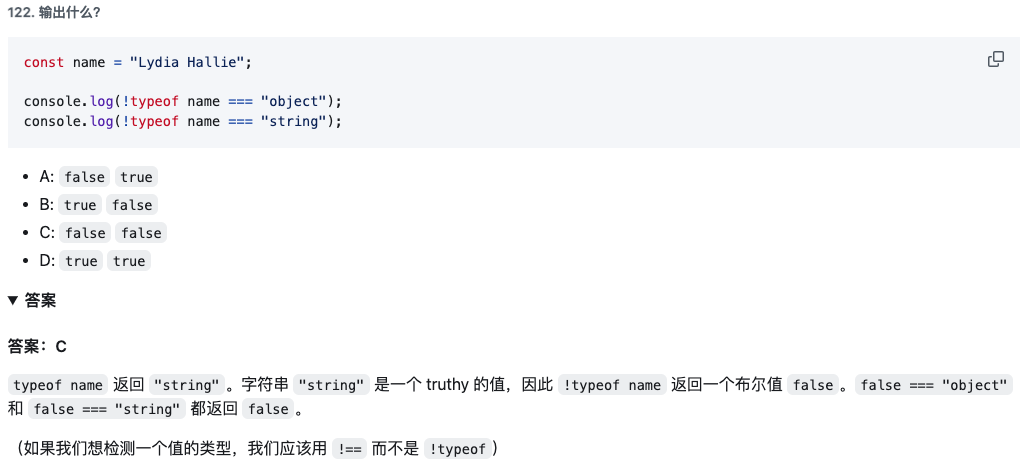 122. 输出什么?
const name = "Lydia Hallie";
console.log(!typeof name === "object");
console.log(!typeof name === "string");
• A: false true
• B: true false
• C: false false
• D: true true
▼ 答案
答案：C
typeof name 返回 "string" 。字符串 "string" 是一个 truthy 的值，因此 !typeof name 返回一个布尔值 false 。 false === "object"
和 false === "string" 都返回 false 。
（如果我们想检测一个值的类型，我们应该用 !== 而不是 !typeof ）